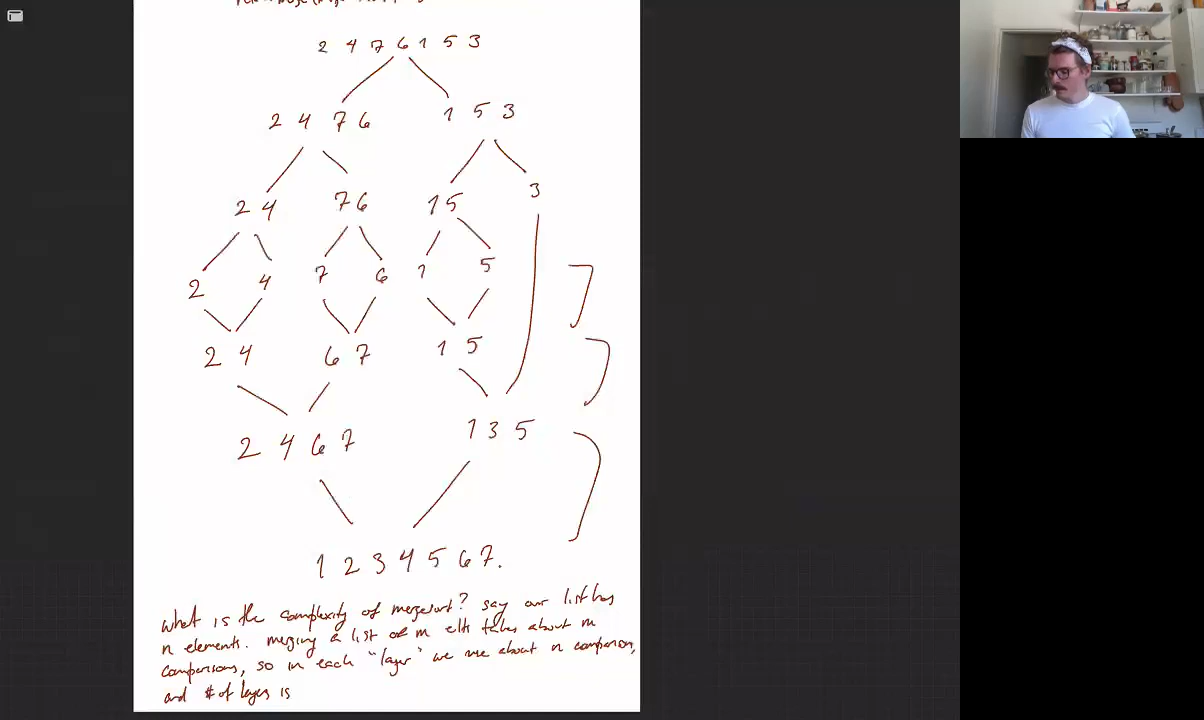 2 4 7 6 1 5 3
2 4 7 6 1 5 3
2 4 7 6 1 5 3
2 4 7 6 1 5
2 4 6 7 1 5
2 4 6 7 1 3 5
1 2 3 4 5 6 7.
what is the complexity of mergesort? say our list has
n elements. merging a list of m elts takes about m
comparisons, so in each "layer" we use about n comparison,
and # of layers is